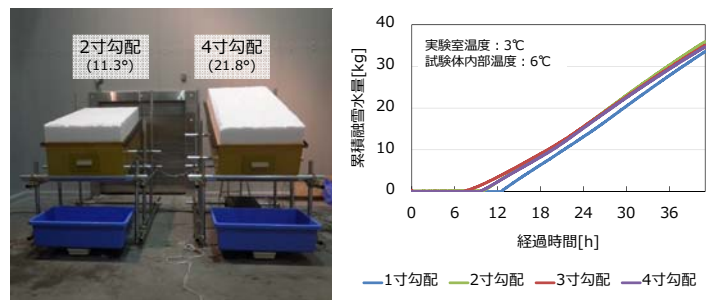 2寸勾配
(11.3°)
4寸勾配
(21.8°)
累積融雪水量[kg]
40
30
20
10
0
実験室温度：3℃
試験体内部温度：6℃
0 6 12 18 24 30 36
経過時間[h]
1寸勾配 2寸勾配 3寸勾配 4寸勾配